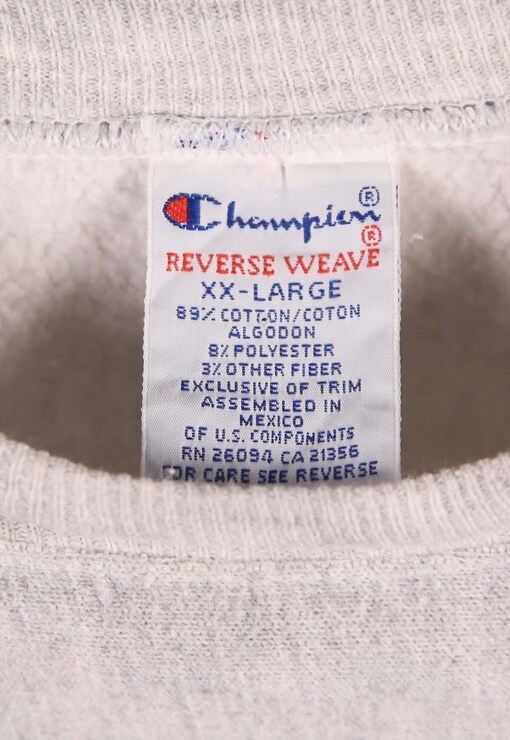 Champion®
REVERSE WEAVE®
XX-LARGE
89% COTTON/COTON
ALGODON
8% POLYESTER
3% OTHER FIBER
EXCLUSIVE OF TRIM
ASSEMBLED IN
MEXICO
OF U.S. COMPONENTS
RN 26094 CA 21356
FOR CARE SEE REVERSE